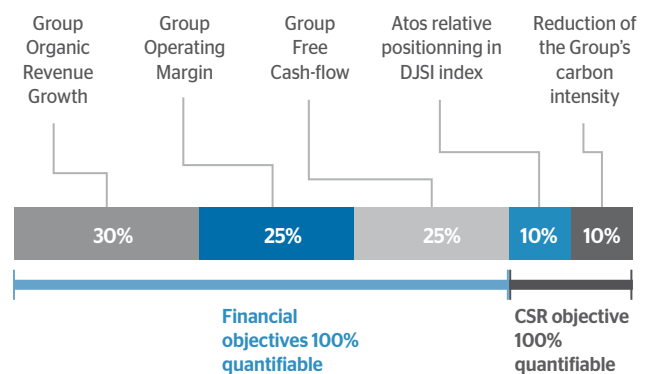 Group
Organic
Revenue
Growth
Group
Operating
Margin
Group
Free
Cash-flow
Atos relative
positionning in
DJSI index
Reduction of
the Group's
carbon
intensity
30%
25%
25%
10%
10%
Financial
objectives 100%
quantifiable
CSR objective
100%
quantifiable